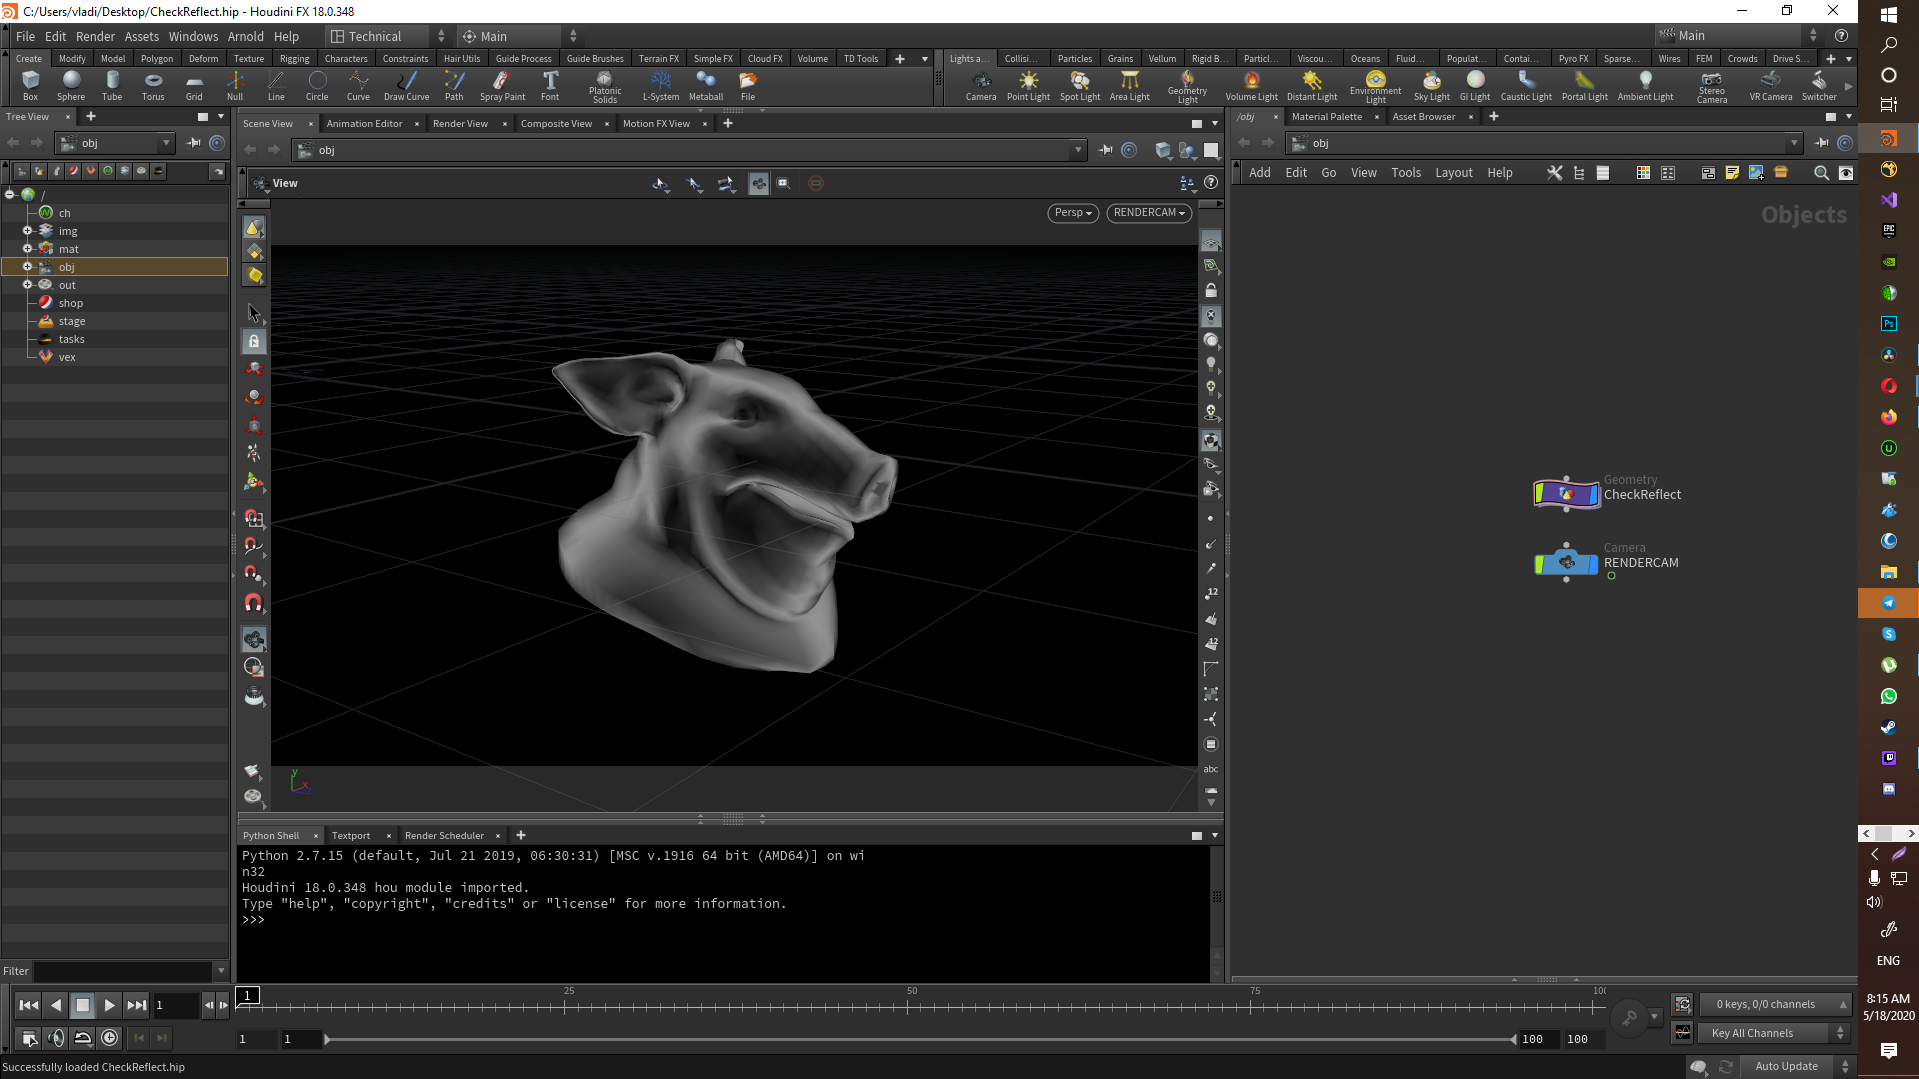 C:/Users/vladi/Desktop/CheckReflect.hip - Houdini FX 18.0.348
File Edit Render Assets Windows Arnold Help Technical Main Main
Create Modify Model Polygon Deform Texture Rigging Characters Constraints Hair Utils Guide Process Guide Brushes Terrain FX Simple FX Cloud FX Volume TD Tools
Lights a... Collisi... Particles Grains Vellum Rigid B... Particl... Viscou... Oceans Fluid... Populat... Contai... Pyro FX Sparse... Wires FEM Crowds Drive S...
Box Sphere Tube Torus Grid Null Line Circle Curve Draw Curve Path Spray Paint Font Platonic Solids L-System Metaball File
Camera Point Light Spot Light Area Light Geometry Light Volume Light Distant Light Environment Light Sky Light GI Light Caustic Light Portal Light Ambient Light Stereo Camera VR Camera Switcher
Tree View
obj
/
ch
img
mat
obj
out
shop
stage
tasks
vex
Filter
Scene View Animation Editor Render View Composite View Motion FX View
obj
View
Persp RENDERCAM
12
12
abc
y
x
z
Python Shell Textport Render Scheduler
Python 2.7.15 (default, Jul 21 2019, 06:30:31) [MSC v.1916 64 bit (AMD64)] on wi
n32
Houdini 18.0.348 hou module imported.
Type "help", "copyright", "credits" or "license" for more information.
>>>
/obj Material Palette Asset Browser
obj
Add Edit Go View Tools Layout Help
Objects
Geometry
CheckReflect
Camera
RENDERCAM
1 1 25 50 75 100
0 keys, 0/0 channels
1 1 100 100
Key All Channels
Successfully loaded CheckReflect.hip
Auto Update
EPIC
Ps
ENG
8:15 AM
5/18/2020